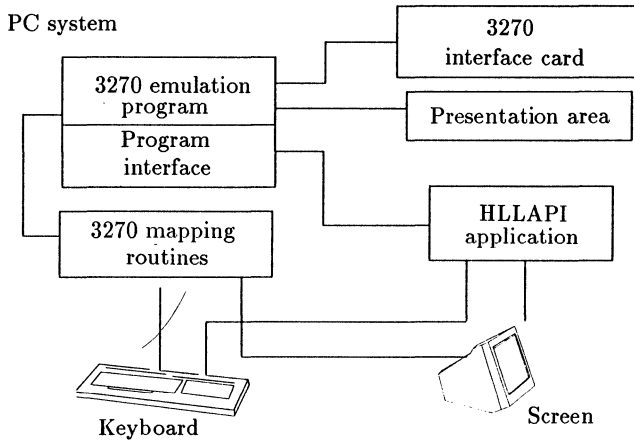 PC system
3270
interface card
3270 emulation
program
Presentation area
Program
interface
HLLAPI
application
3270 mapping
routines
Keyboard
Screen